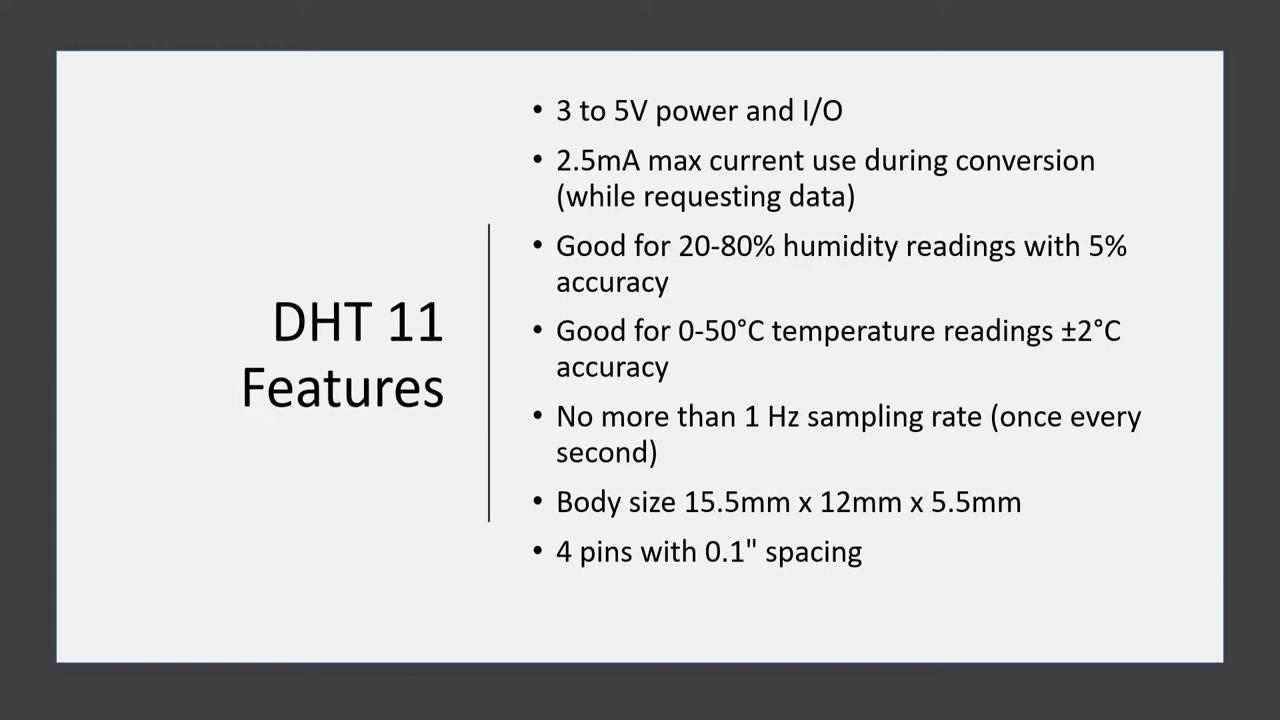 DHT 11
Features
• 3 to 5V power and I/O
• 2.5mA max current use during conversion
(while requesting data)
• Good for 20-80% humidity readings with 5%
accuracy
• Good for 0-50°C temperature readings ±2°C
accuracy
• No more than 1 Hz sampling rate (once every
second)
• Body size 15.5mm x 12mm x 5.5mm
• 4 pins with 0.1" spacing